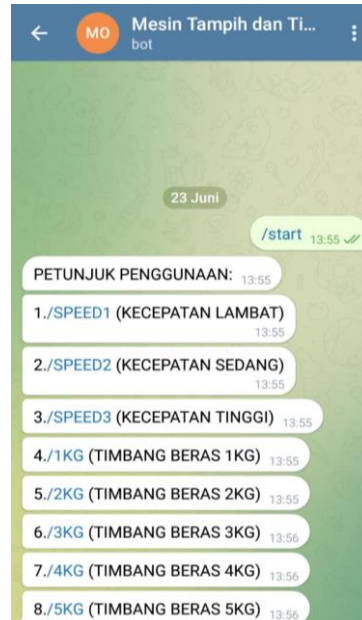 MO
Mesin Tampih dan Ti...
bot
23 Juni
/start 13:55
PETUNJUK PENGGUNAAN: 13:55
1./SPEED1 (KECEPATAN LAMBAT)
13:55
2./SPEED2 (KECEPATAN SEDANG)
13:55
3./SPEED3 (KECEPATAN TINGGI) 13:55
4./1KG (TIMBANG BERAS 1KG) 13:55
5./2KG (TIMBANG BERAS 2KG) 13:55
6./3KG (TIMBANG BERAS 3KG) 13:56
7./4KG (TIMBANG BERAS 4KG) 13:56
8./5KG (TIMBANG BERAS 5KG) 13:56